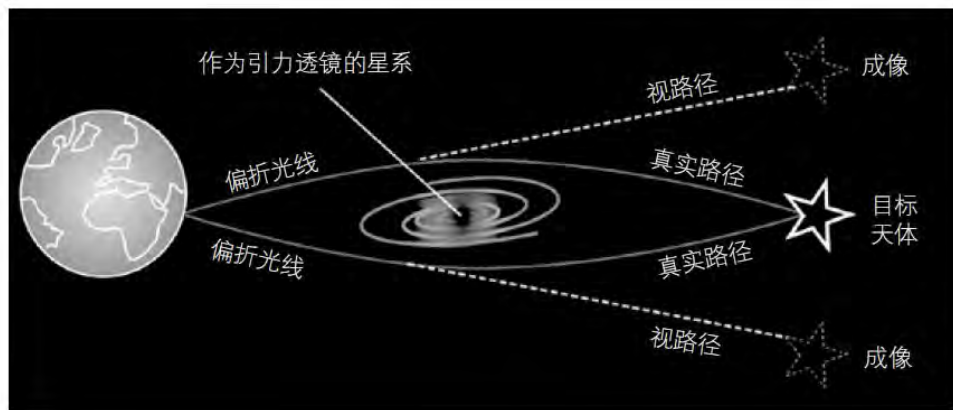 作为引力透镜的星系
视路径
成像
偏折光线
真实路径
目标
天体
偏折光线
真实路径
视路径
成像